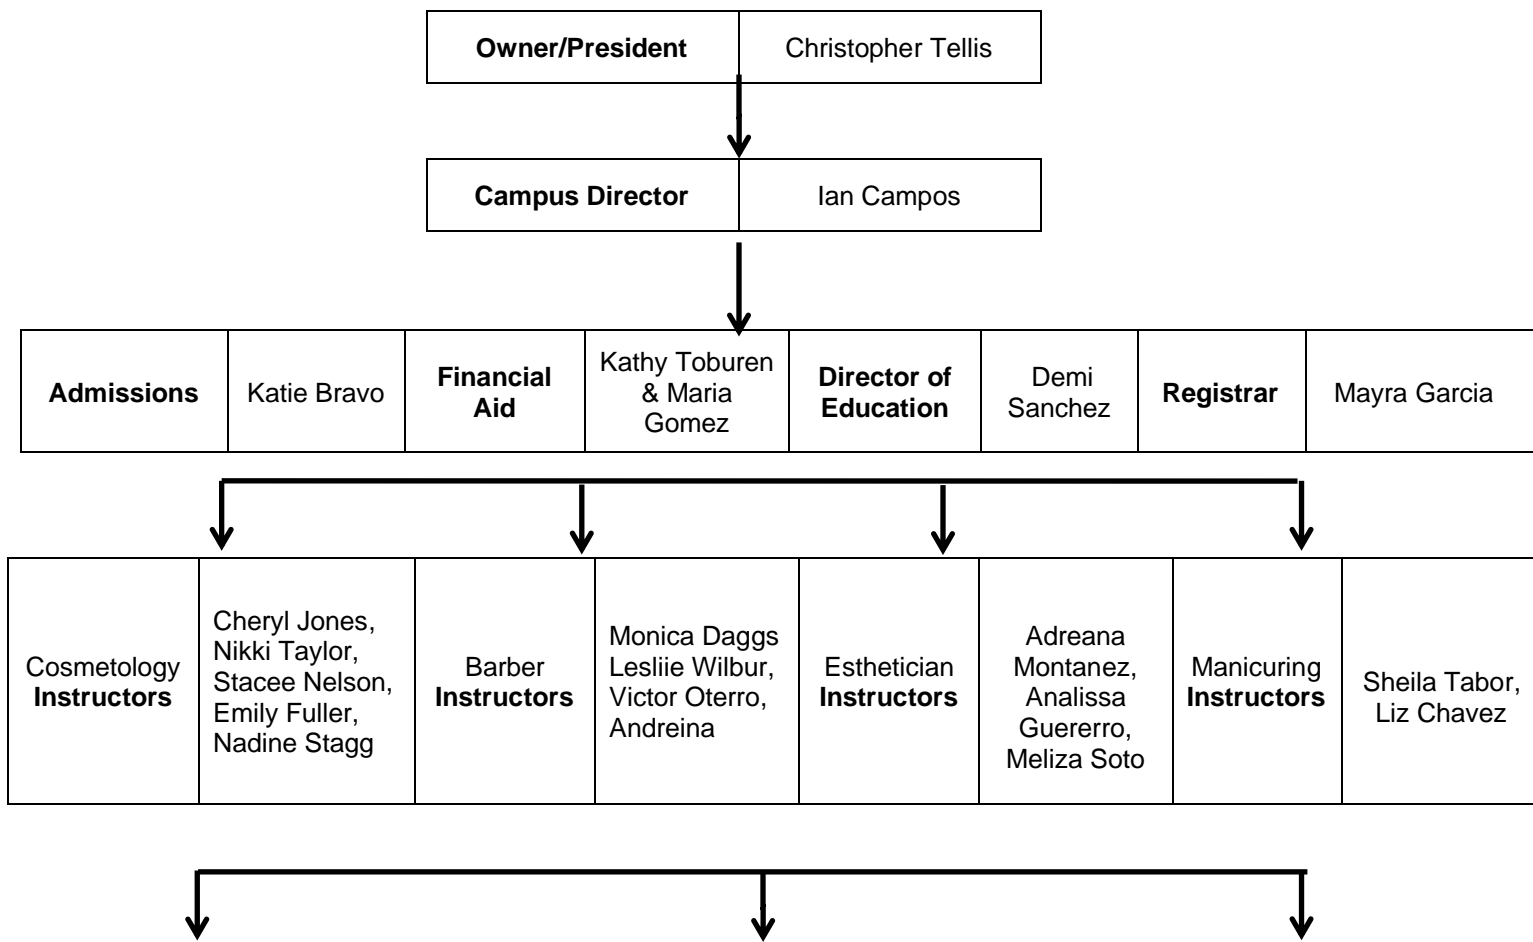 Owner/President
Christopher Tellis
Campus Director
Ian Campos
Admissions
Katie Bravo
Financial
Aid
Kathy Toburen
& Maria
Gomez
Director of
Education
Demi
Sanchez
Registrar
Mayra Garcia
Cosmetology
Instructors
Cheryl Jones,
Nikki Taylor,
Stacee Nelson,
Emily Fuller,
Nadine Stagg
Barber
Instructors
Monica Daggs
Lesliie Wilbur,
Victor Oterro,
Andreina
Esthetician
Instructors
Adreana
Montanez,
Analissa
Guererro,
Meliza Soto
Manicuring
Instructors
Sheila Tabor,
Liz Chavez